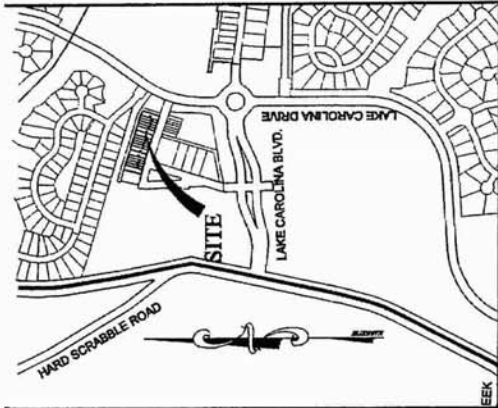 LAKE CAROLINA DRIVE
LAKE CAROLINA BLVD.
SITE
HARD SCRABBLE ROAD
N
EEK